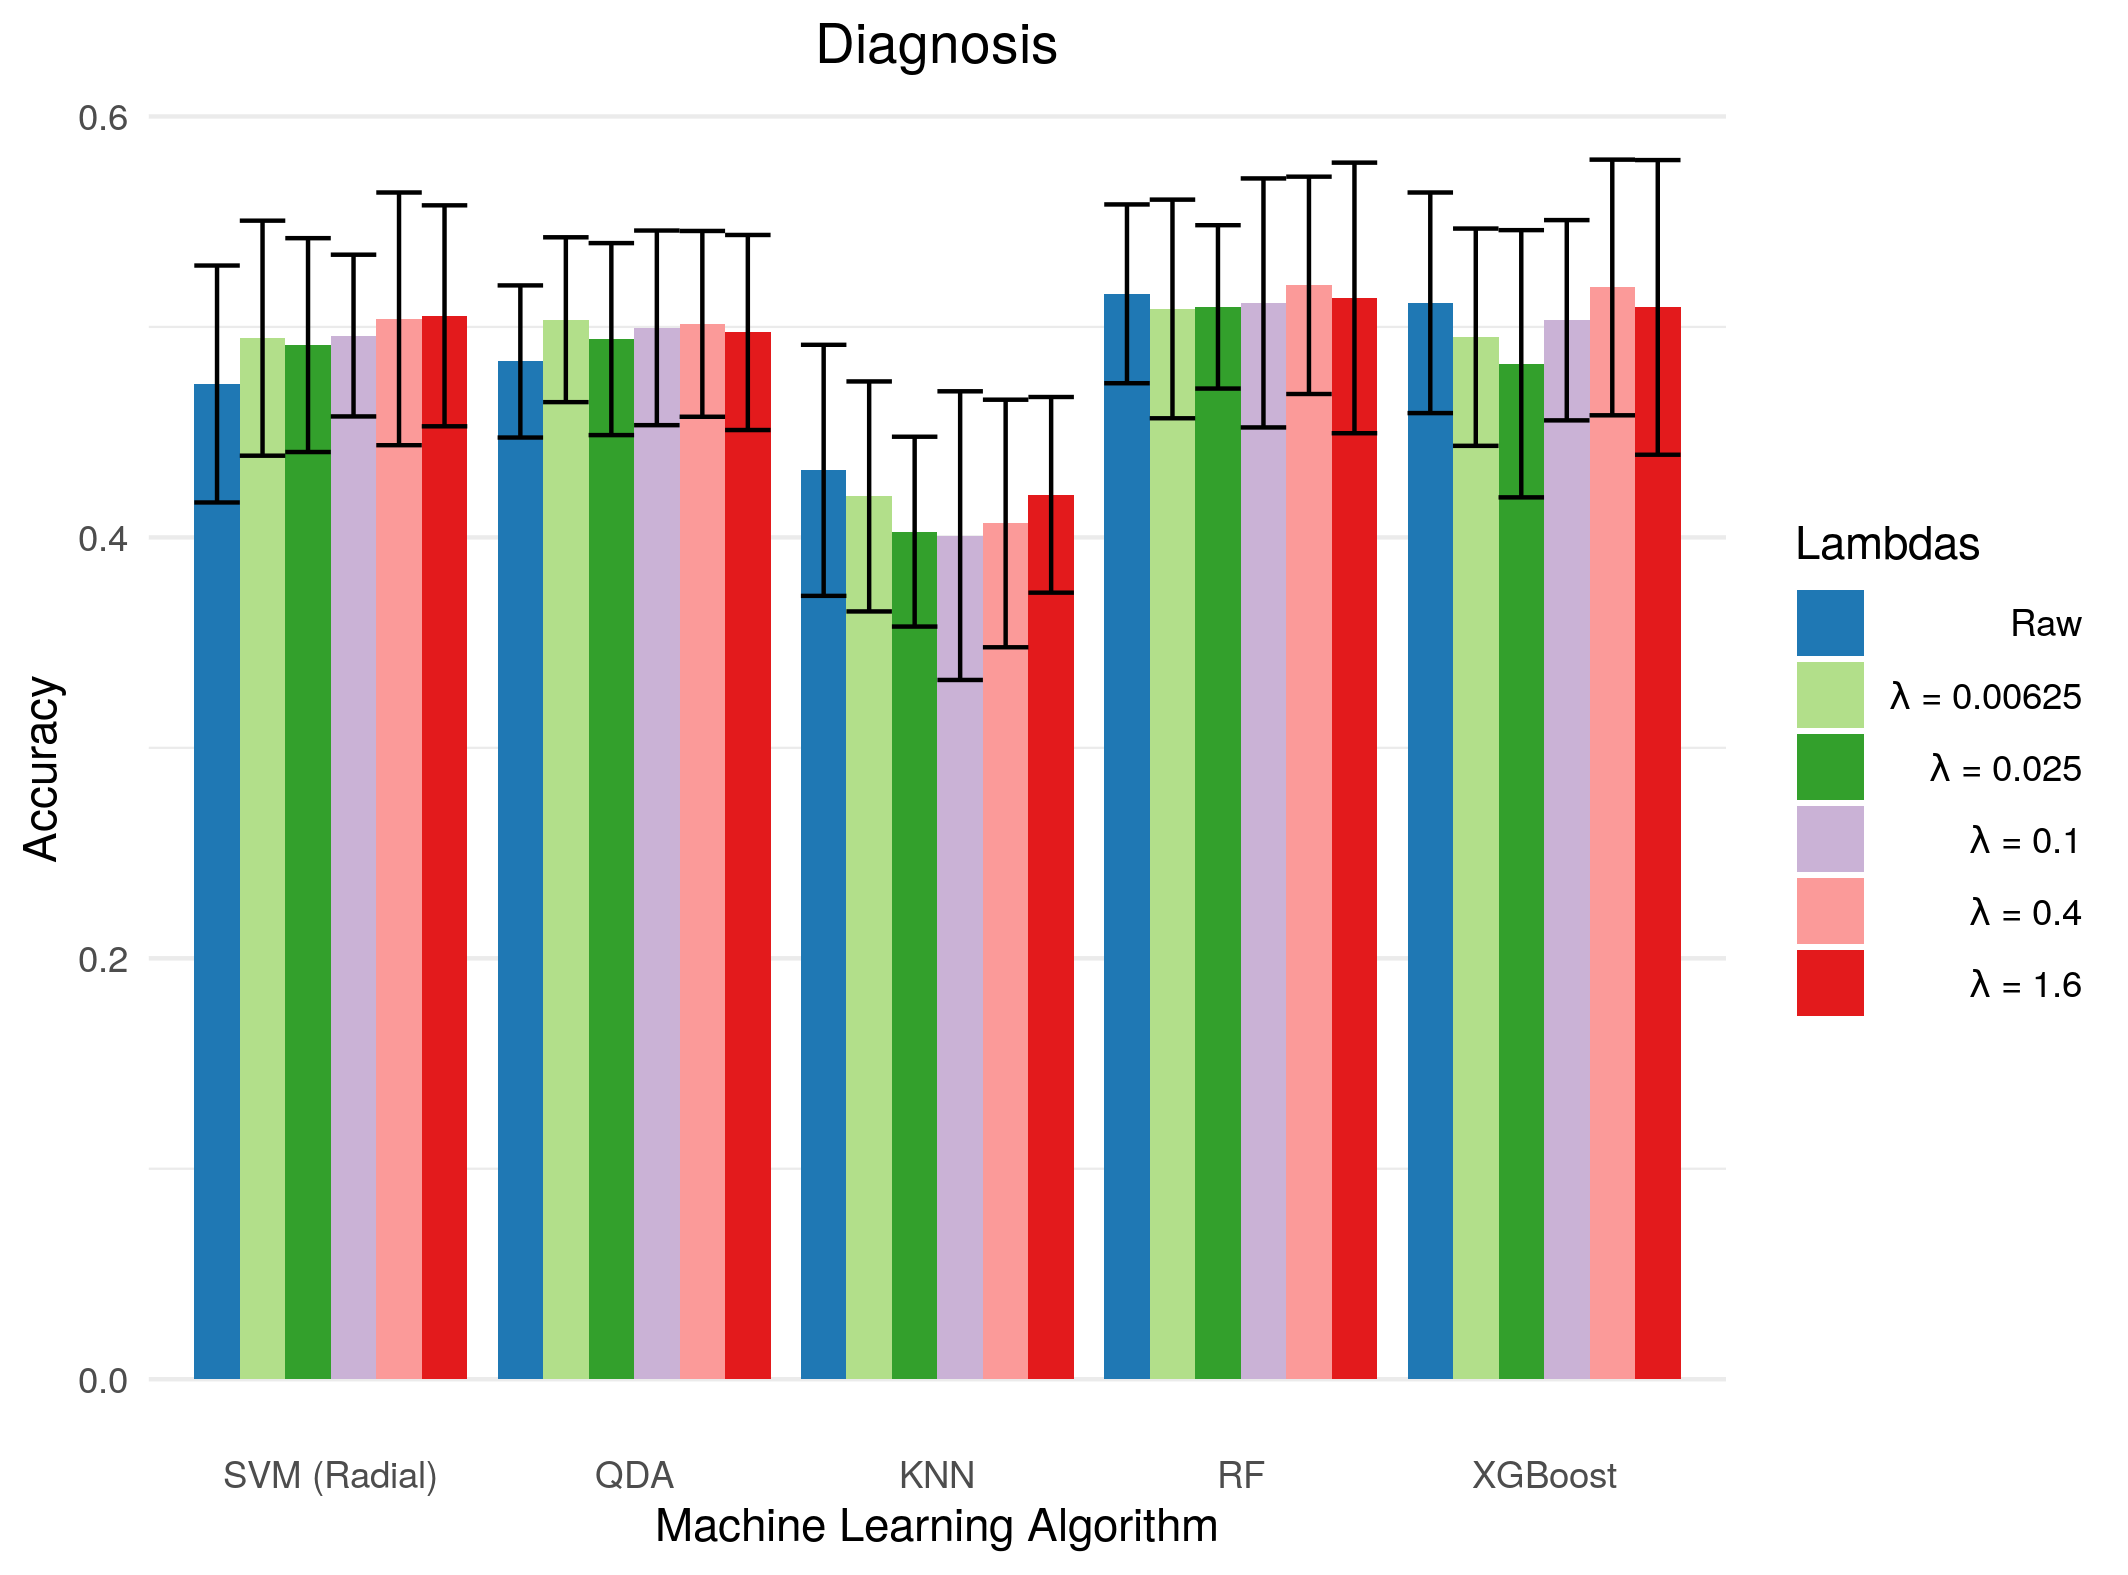 Diagnosis
0.6
0.4
0.2
0.0
Accuracy
SVM (Radial)
QDA
KNN
RF
XGBoost
Machine Learning Algorithm
Lambdas
Raw
λ = 0.00625
λ = 0.025
λ = 0.1
λ = 0.4
λ = 1.6